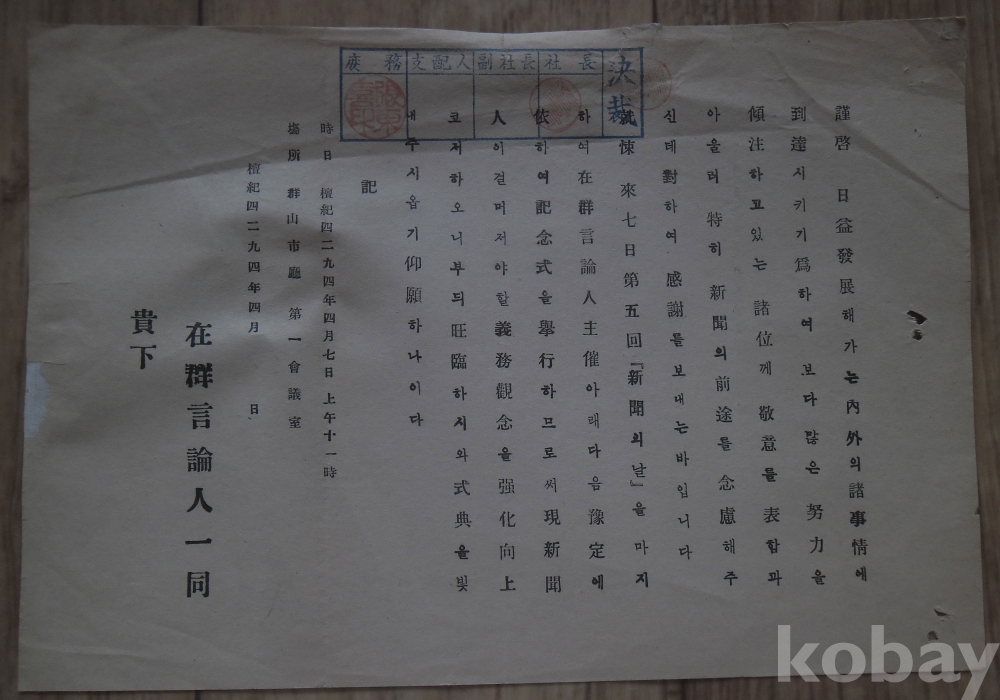 謹啓 日益發展해가는內外의諸事情에
到達시키기爲하여 보다많은努力을
傾注하고있는 諸位께 敬意를表함과
아울러 特히 新聞의前途를念慮해주
신데對하여 感謝를보내는바입니다
就悚 來七日第五回『新聞의날』을마지
하여在群言論人主催아래다음豫定에
依하여記念式을擧行하므로써現新聞
人이결머저야할義務觀念을强化向上
코저하오니부듸旺臨하시와式典을빛
내주시옵기仰願하나이다
記
時日 檀紀四二九四年四月七日上午十一時
場所 群山市廳 第一會議室
檀紀四二九四年四月 日
在群言論人一同
貴下
決裁
社長
副社長
支配人
庶務
kobay